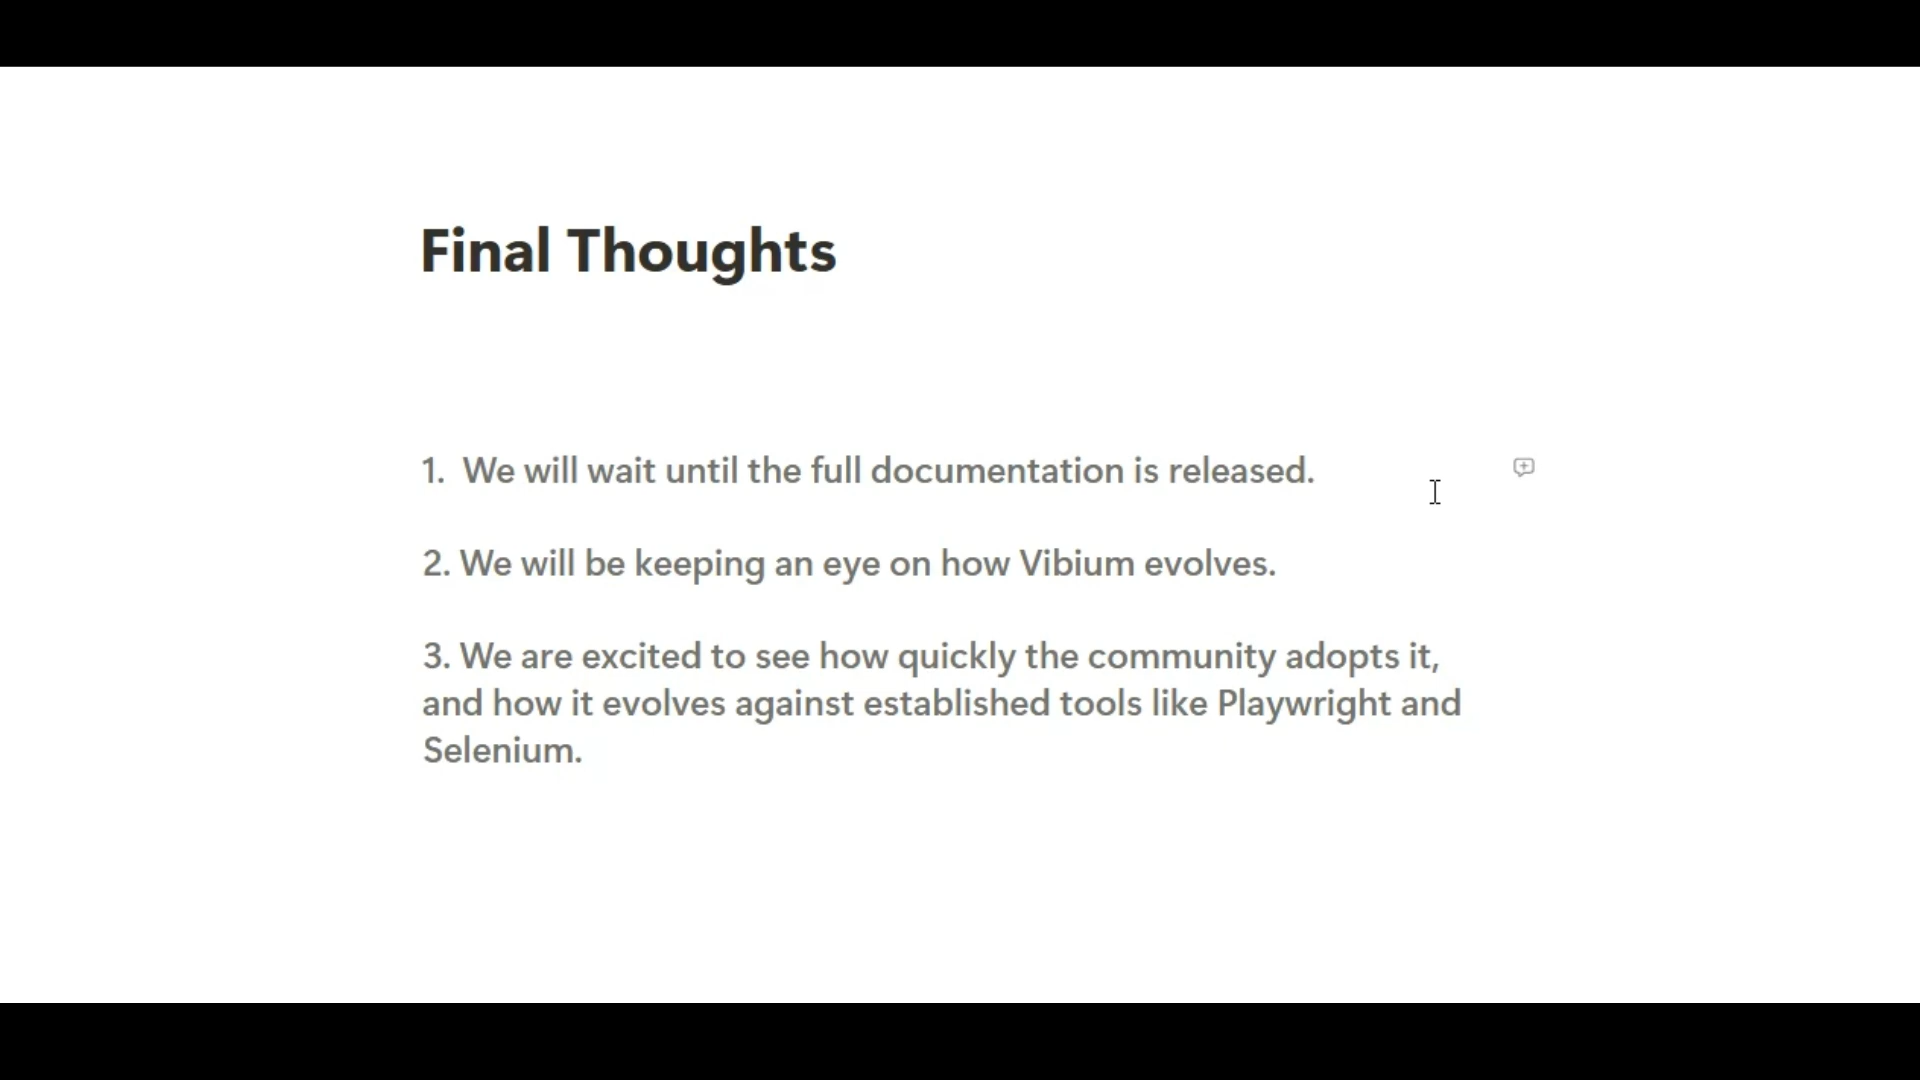 Final Thoughts
1. We will wait until the full documentation is released.
2. We will be keeping an eye on how Vibium evolves.
3. We are excited to see how quickly the community adopts it,
and how it evolves against established tools like Playwright and
Selenium.